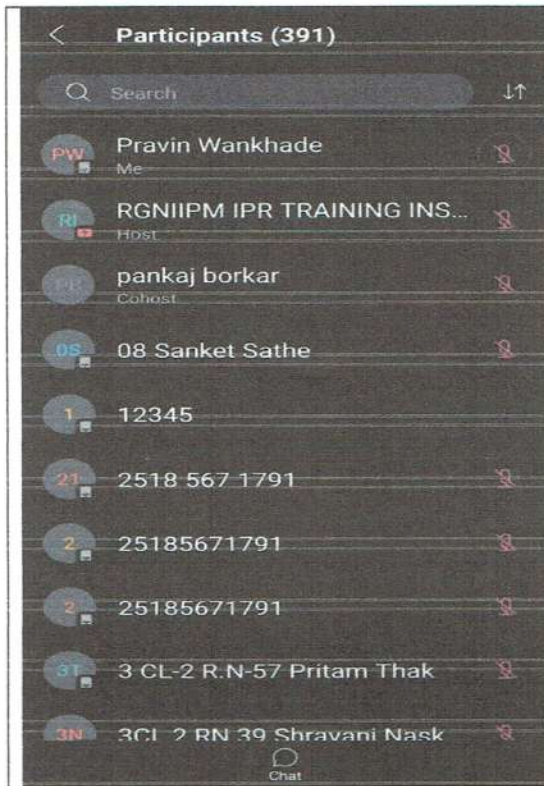 Participants (391)
Search
PW
Pravin Wankhade
Me
RI
RGNIIPM IPR TRAINING INS...
Host
PB
pankaj borkar
Cohost
0S
08 Sanket Sathe
1
12345
21
2518 567 1791
2
25185671791
2
25185671791
3T
3 CL-2 R.N-57 Pritam Thak
3N
3CL 2 RN 39 Shravani Nask
Chat